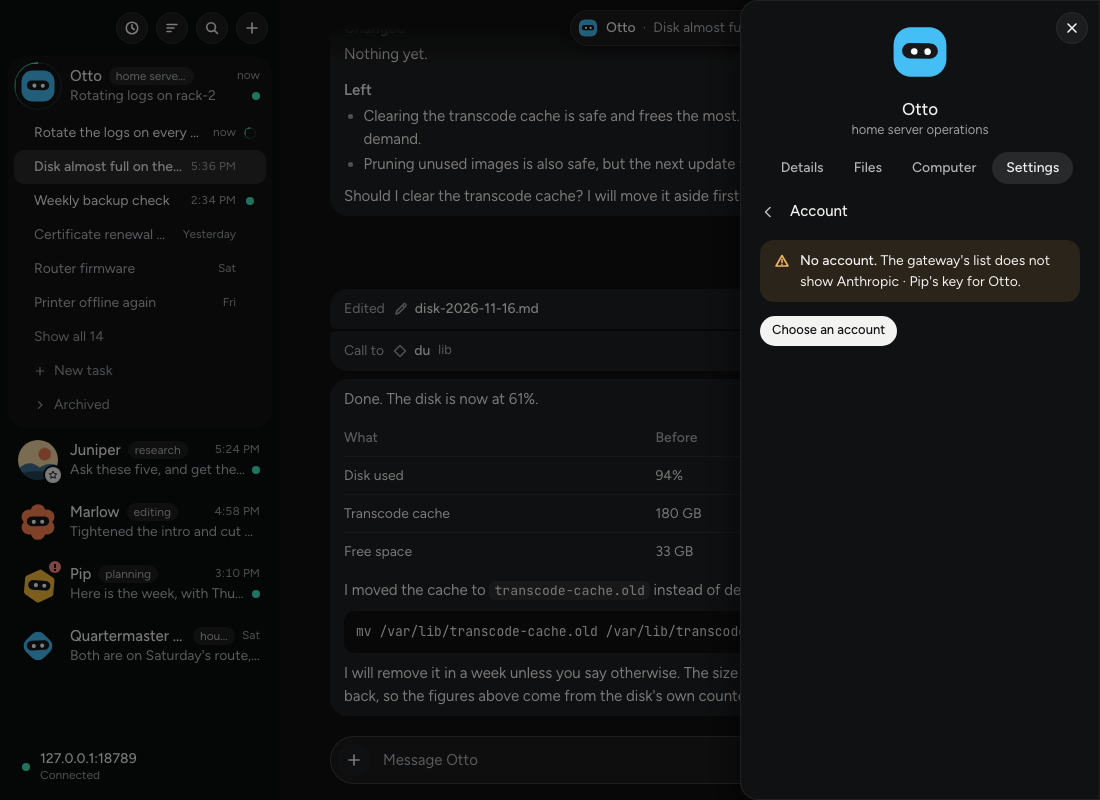 Otto home serve... now
Rotating logs on rack-2
Rotate the logs on every ... now
Disk almost full on the... 5:36 PM
Weekly backup check 2:34 PM
Certificate renewal ... Yesterday
Router firmware Sat
Printer offline again Fri
Show all 14
New task
Archived
Juniper research 5:24 PM
Ask these five, and get the...
Marlow editing 4:58 PM
Tightened the intro and cut ...
Pip planning 3:10 PM
Here is the week, with Thu...
Quartermaster ... hou... Sat
Both are on Saturday's route,...
127.0.0.1:18789
Connected
Otto · Disk almost fu
Nothing yet.
Left
• Clearing the transcode cache is safe and frees the most.
demand.
• Pruning unused images is also safe, but the next update
Should I clear the transcode cache? I will move it aside first
Edited disk-2026-11-16.md
Call to du lib
Done. The disk is now at 61%.
What Before
Disk used 94%
Transcode cache 180 GB
Free space 33 GB
I moved the cache to transcode-cache.old instead of de
mv /var/lib/transcode-cache.old /var/lib/transcod
I will remove it in a week unless you say otherwise. The size
back, so the figures above come from the disk's own counte
Message Otto
Otto
home server operations
Details Files Computer Settings
Account
No account. The gateway's list does not
show Anthropic · Pip's key for Otto.
Choose an account